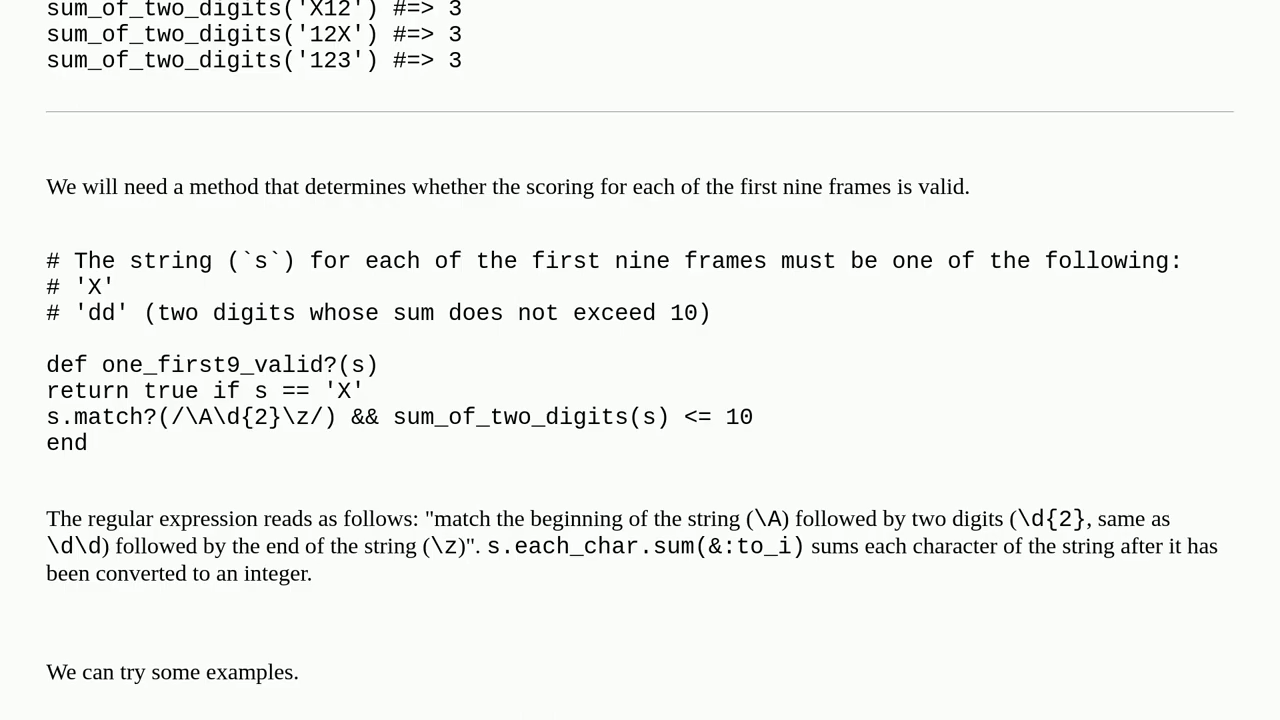 sum_of_two_digits('X12') #=> 3
sum_of_two_digits('12X') #=> 3
sum_of_two_digits('123') #=> 3
We will need a method that determines whether the scoring for each of the first nine frames is valid.
# The string (`s`) for each of the first nine frames must be one of the following:
# 'X'
# 'dd' (two digits whose sum does not exceed 10)
def one_first9_valid?(s)
return true if s == 'X'
s.match?(/\A\d{2}\z/) && sum_of_two_digits(s) <= 10
end
The regular expression reads as follows: "match the beginning of the string (\A) followed by two digits (\d{2}, same as
\d\d) followed by the end of the string (\z)". s.each_char.sum(&:to_i) sums each character of the string after it has
been converted to an integer.
We can try some examples.